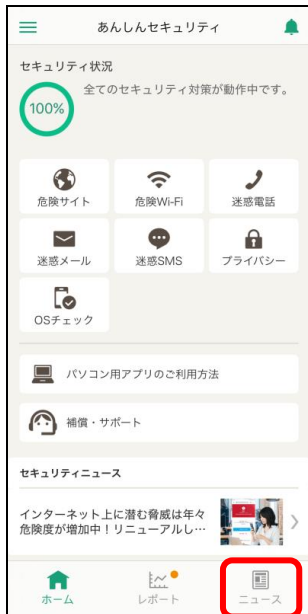 あんしんセキュリティ
セキュリティ状況
全てのセキュリティ対策が動作中です。
100%
危険サイト
危険Wi-Fi
迷惑電話
迷惑メール
迷惑SMS
プライバシー
OSチェック
パソコン用アプリのご利用方法
補償・サポート
セキュリティニュース
インターネット上に潜む脅威は年々
危険度が増加中！リニューアルし…
ホーム
レポート
ニュース